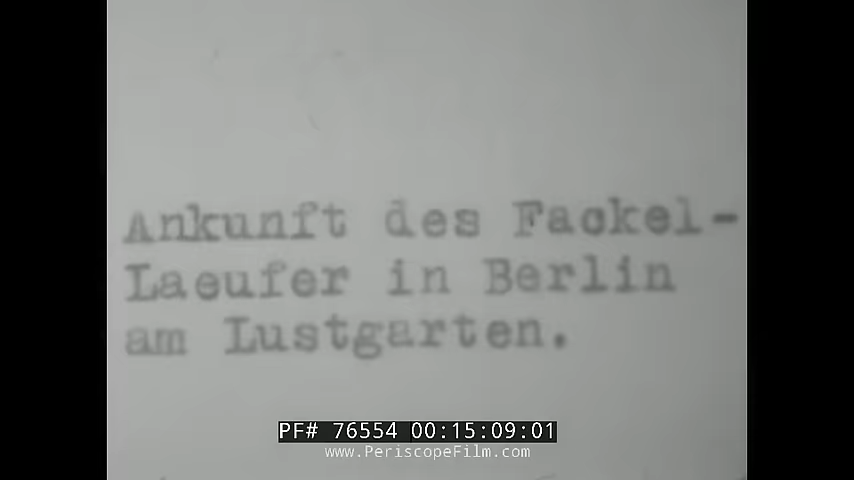 Ankunft des Fackel-
Laeufer in Berlin
am Lustgarten.
PF# 76554 00:15:09:01
www.PeriscopeFilm.com